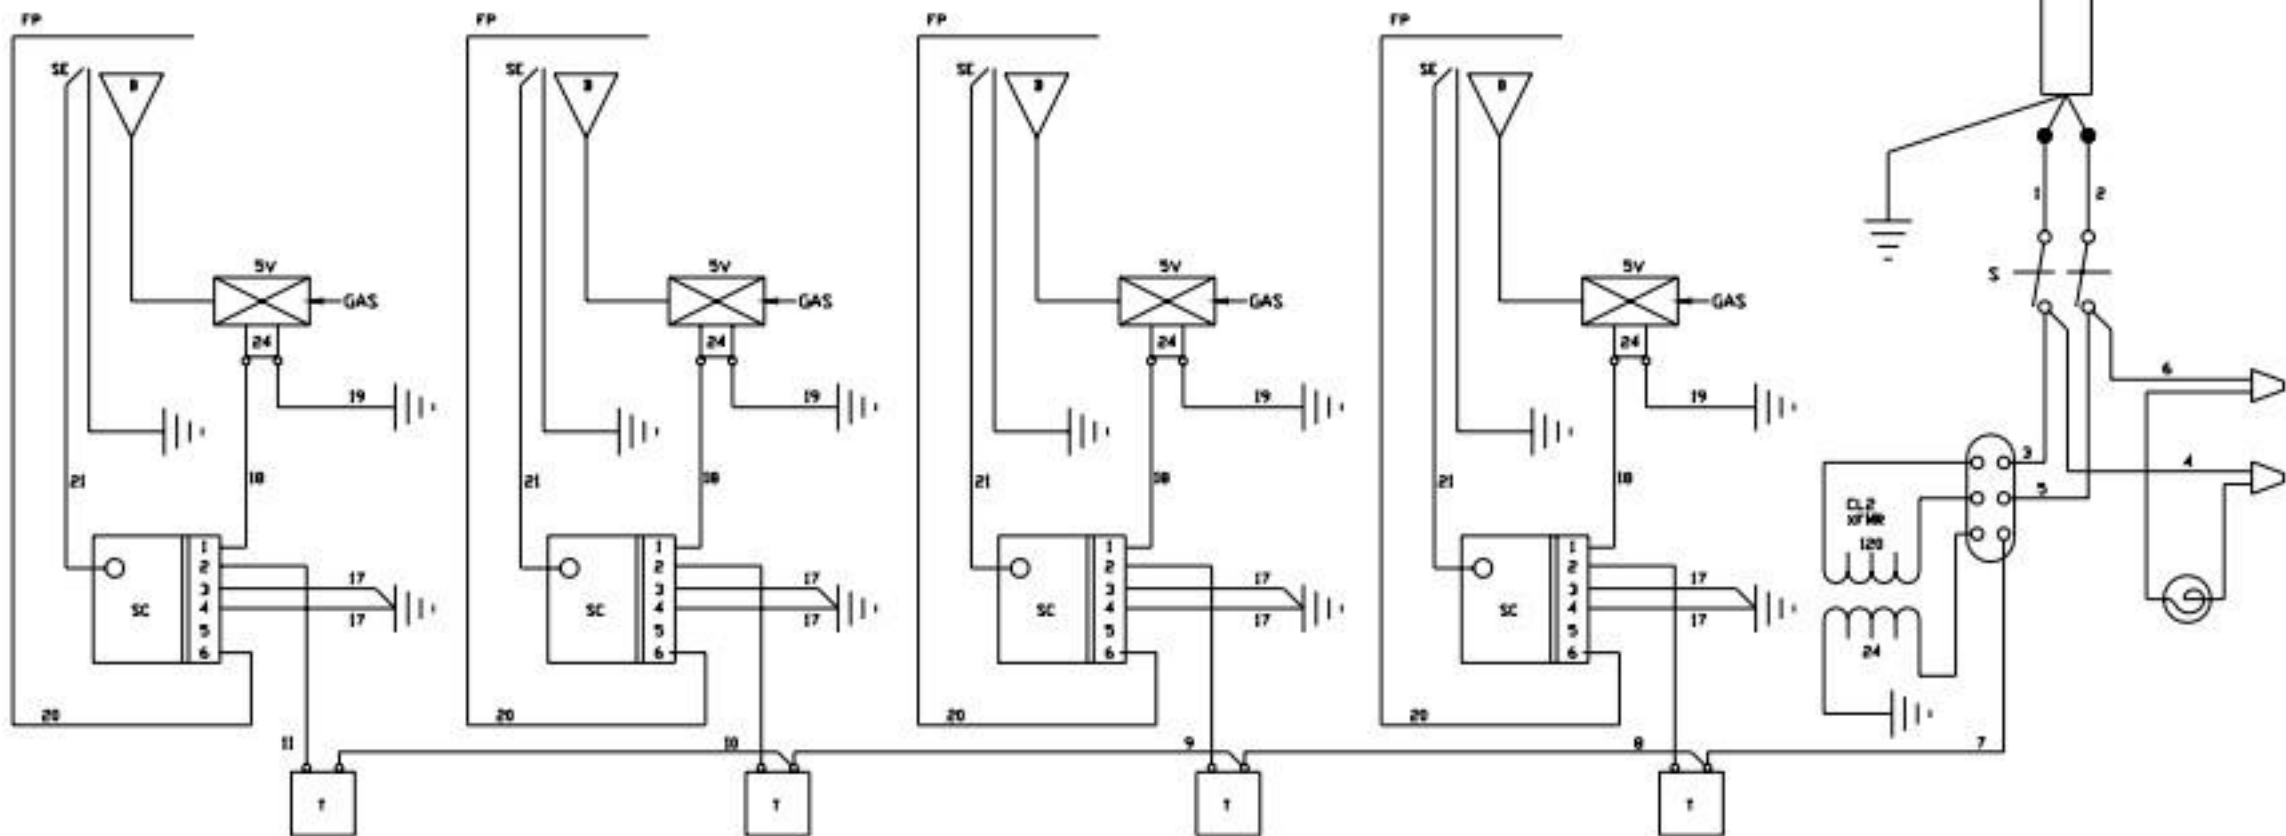 FP FP FP FP
SE B SE B SE B SE B
1 2
SV SV SV SV
S
GAS GAS GAS GAS
24 24 24 24
6
19 19 19 19
3 4
21 18 21 18 21 18 21 18
5
CL2
XFMR
120
1 1 1 1
2 2 2 2
3 17 3 17 3 17 3 17
SC 4 SC 4 SC 4 SC 4
17 17 17 17
5 5 5 5
6 6 6 6
24
20 20 20 20
11 10 9 8 7
T T T T